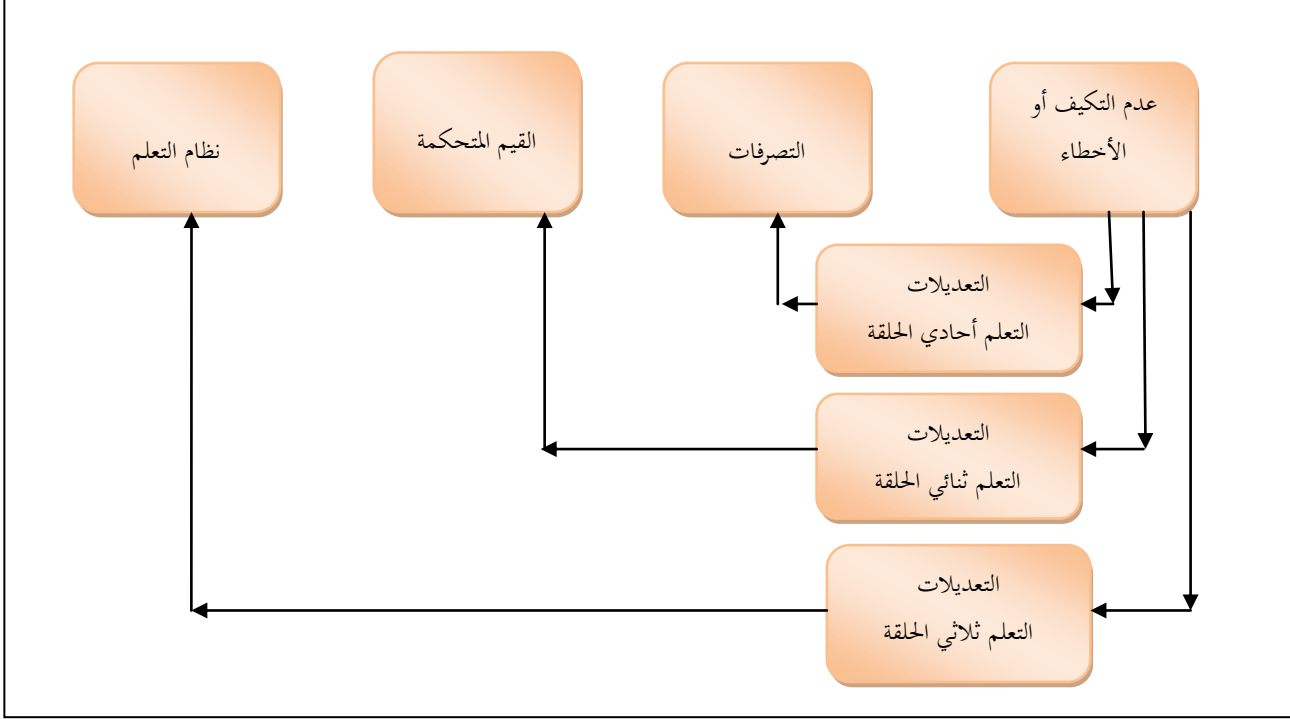 عدم التكيف أو
الأخطاء
التصرفات
القيم المتحكمة
نظام التعلم
التعديلات
التعلم أحادي الحلقة
التعديلات
التعلم ثنائي الحلقة
التعديلات
التعلم ثلاثي الحلقة